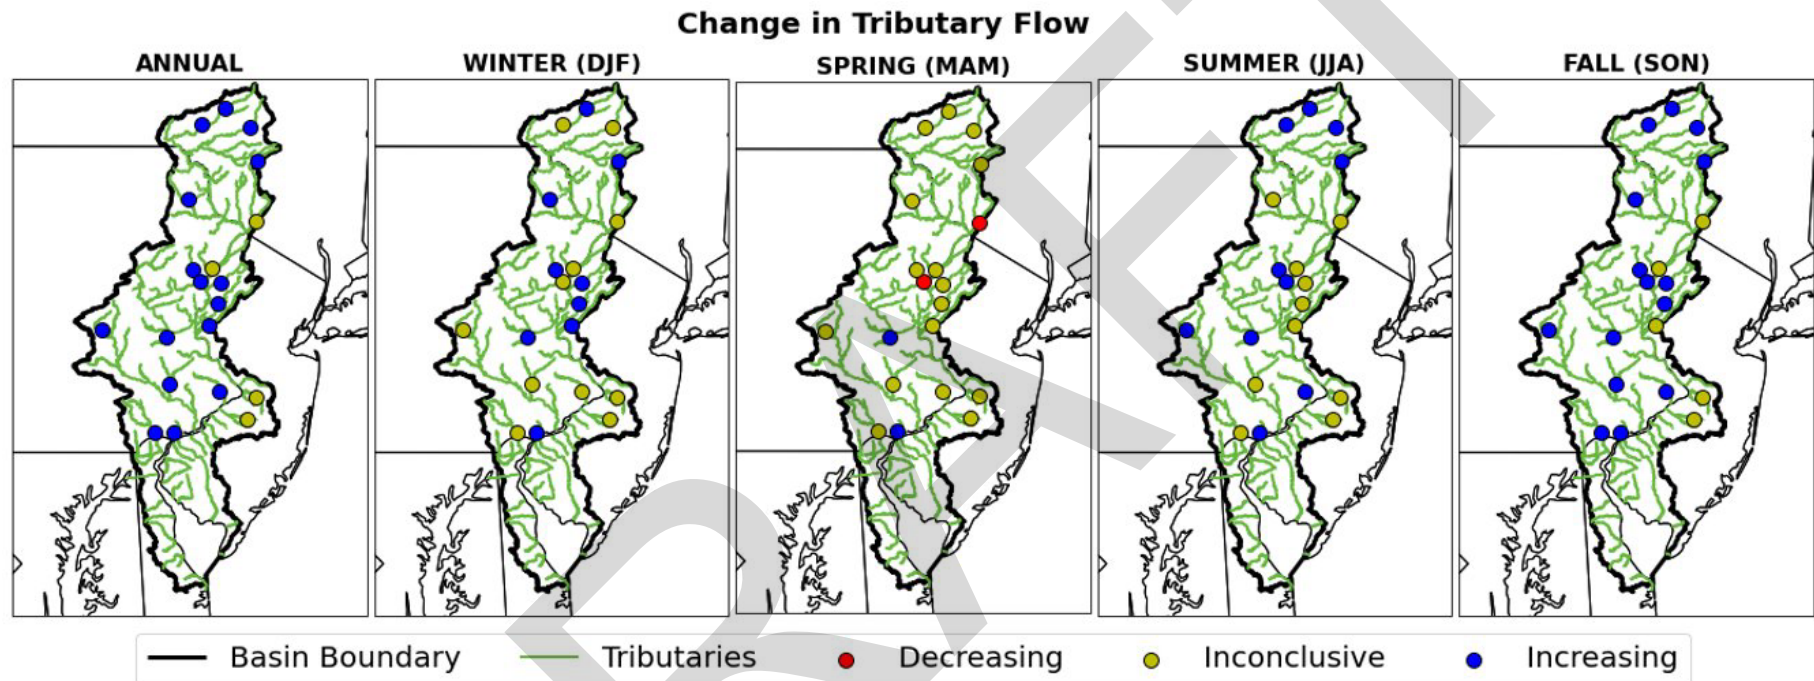 Change in Tributary Flow
ANNUAL
WINTER (DJF)
SPRING (MAM)
SUMMER (JJA)
FALL (SON)
DRAFT
Basin Boundary
Tributaries
Decreasing
Inconclusive
Increasing